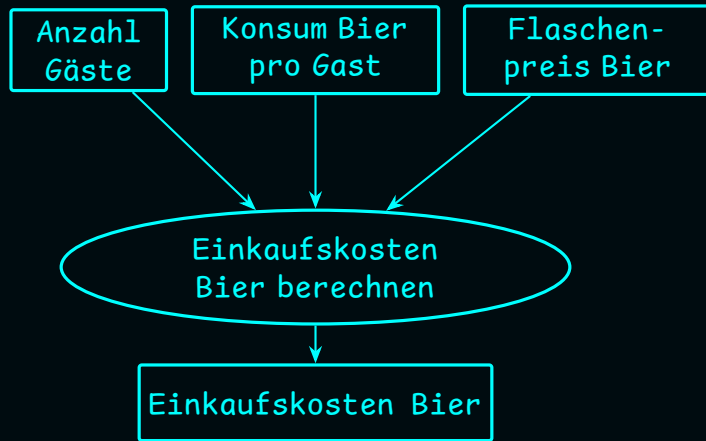 Anzahl
Gäste
Konsum Bier
pro Gast
Flaschen-
preis Bier
Einkaufskosten
Bier berechnen
Einkaufskosten Bier